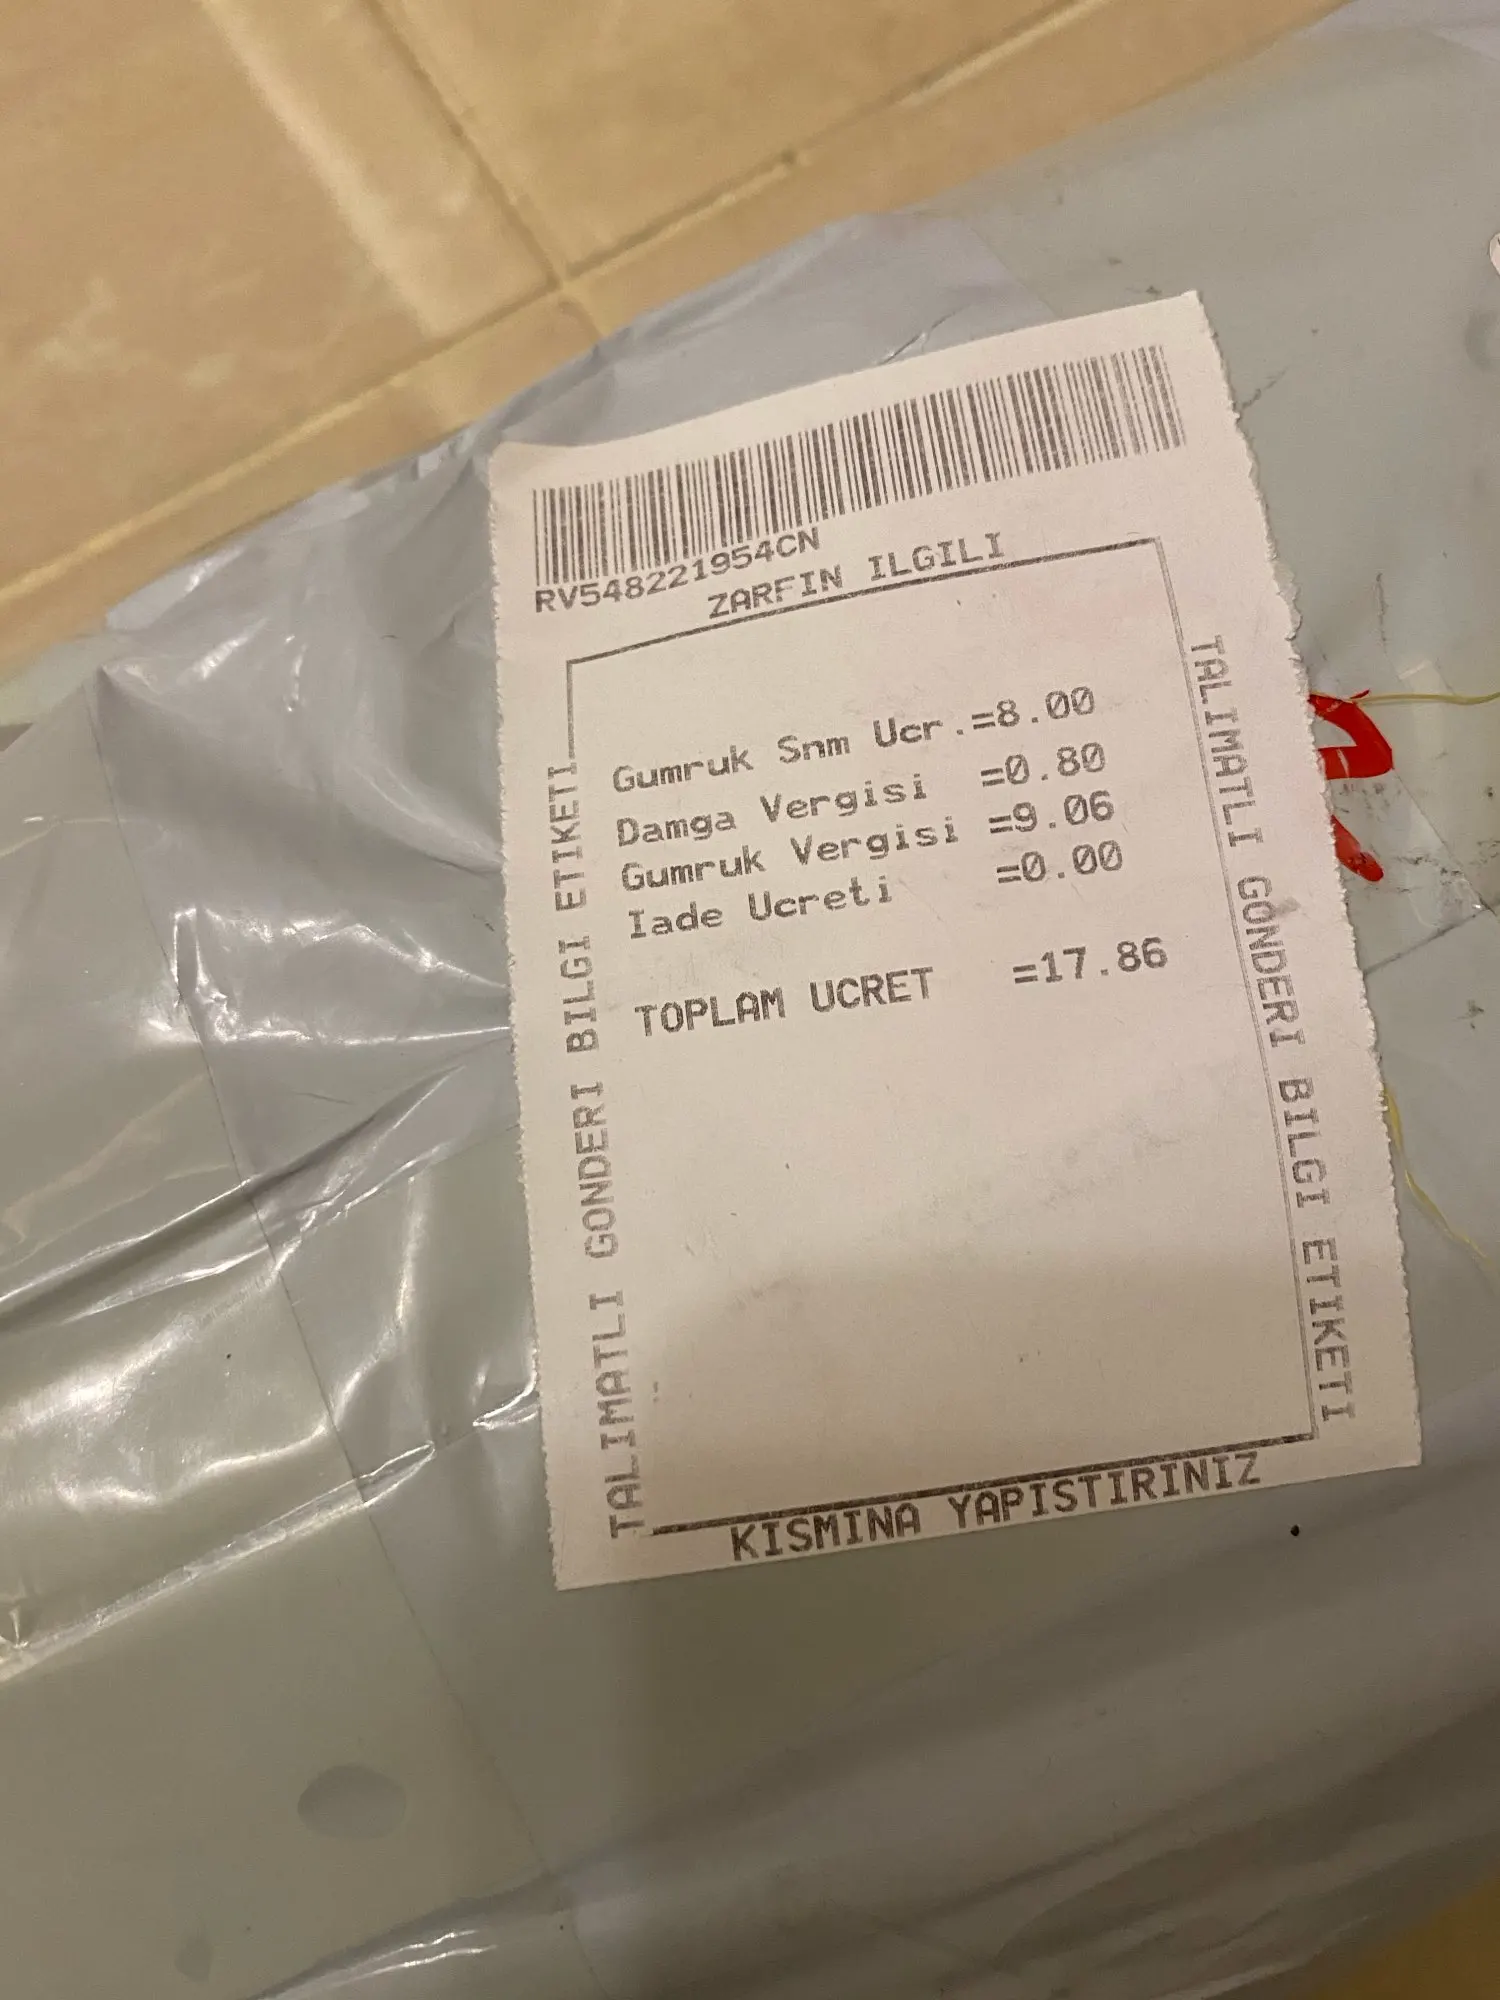 RV548221954CN
ZARFIN ILGILI
Gumruk Snm Ucr.=8.00
Damga Vergisi =0.80
Gumruk Vergisi =9.06
Iade Ucreti =0.00
TOPLAM UCRET =17.86
TALIMATLI GONDERI BILGI ETIKETI
TALIMATLI GONDERI BILGI ETIKETI
KISMINA YAPISTIRINIZ